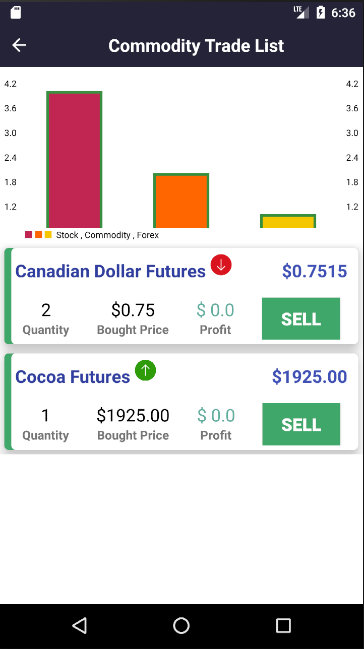 LTE 6:36
Commodity Trade List
4.2 4.2
3.6 3.6
3.0 3.0
2.4 2.4
1.8 1.8
1.2 1.2
Stock , Commodity , Forex
Canadian Dollar Futures $0.7515
2 $0.75 $ 0.0 SELL
Quantity Bought Price Profit
Cocoa Futures $1925.00
1 $1925.00 $ 0.0 SELL
Quantity Bought Price Profit